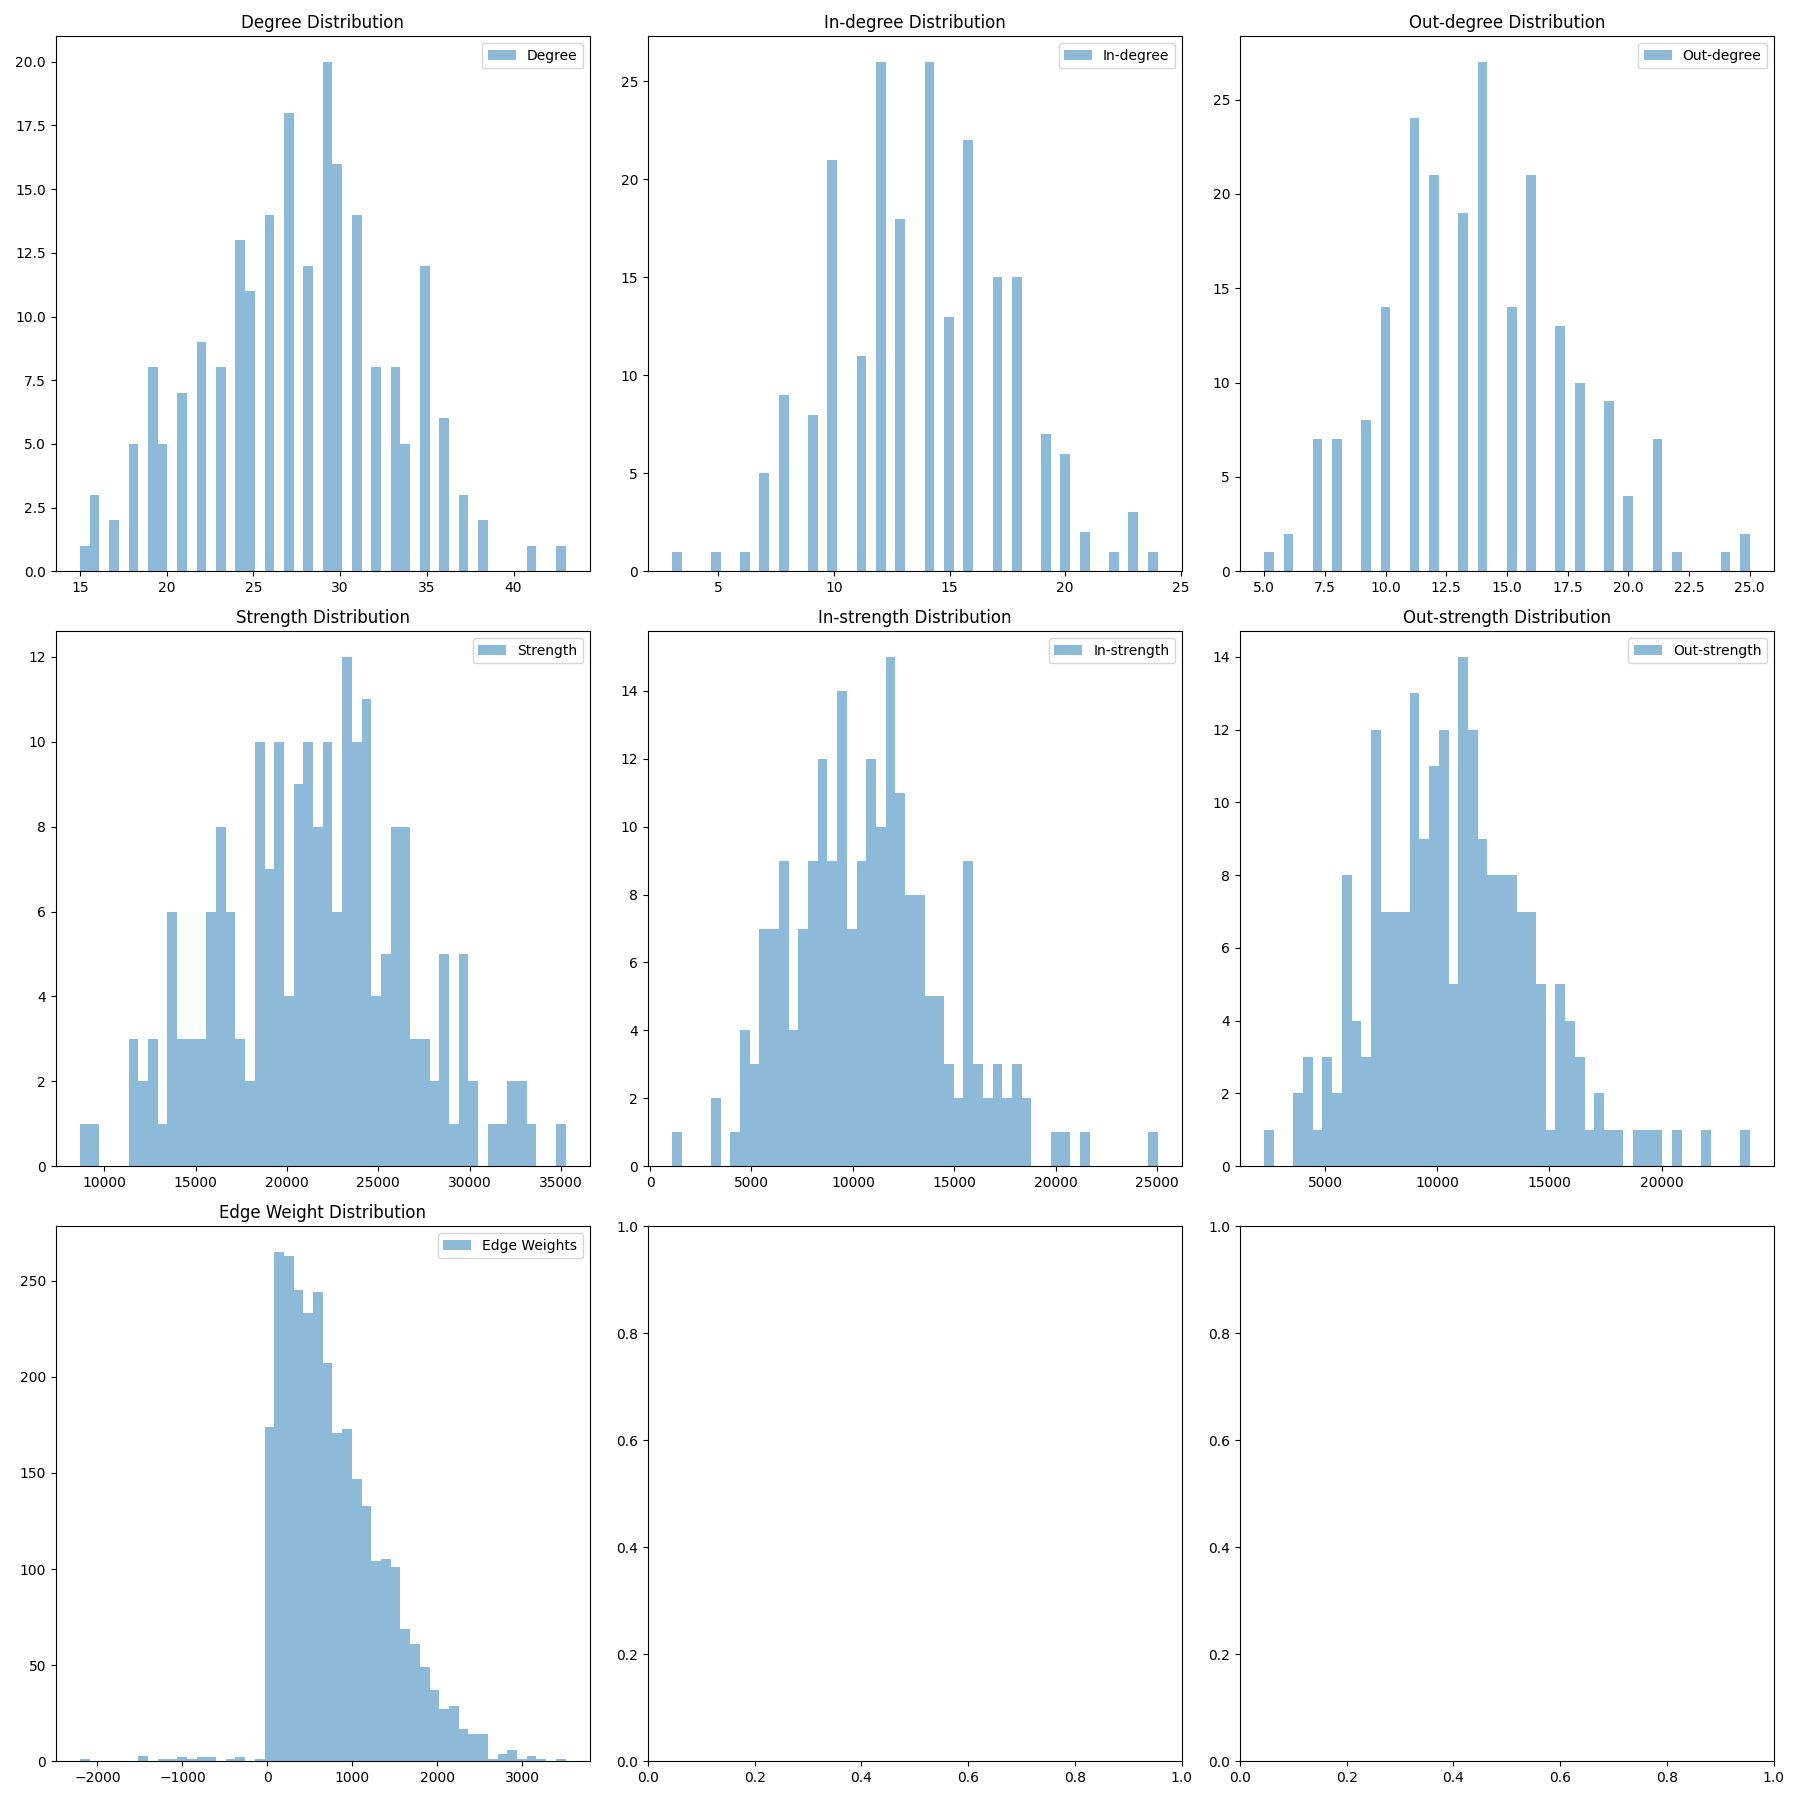 Degree Distribution
Degree
20.0
17.5
15.0
12.5
10.0
7.5
5.0
2.5
0.0
15 20 25 30 35 40
In-degree Distribution
In-degree
25
20
15
10
5
0
5 10 15 20 25
Out-degree Distribution
Out-degree
25
20
15
10
5
0
5.0 7.5 10.0 12.5 15.0 17.5 20.0 22.5 25.0
Strength Distribution
Strength
12
10
8
6
4
2
0
10000 15000 20000 25000 30000 35000
In-strength Distribution
In-strength
14
12
10
8
6
4
2
0
0 5000 10000 15000 20000 25000
Out-strength Distribution
Out-strength
14
12
10
8
6
4
2
0
5000 10000 15000 20000
Edge Weight Distribution
Edge Weights
250
200
150
100
50
0
−2000 −1000 0 1000 2000 3000
1.0
0.8
0.6
0.4
0.2
0.0
0.0 0.2 0.4 0.6 0.8 1.0
1.0
0.8
0.6
0.4
0.2
0.0
0.0 0.2 0.4 0.6 0.8 1.0